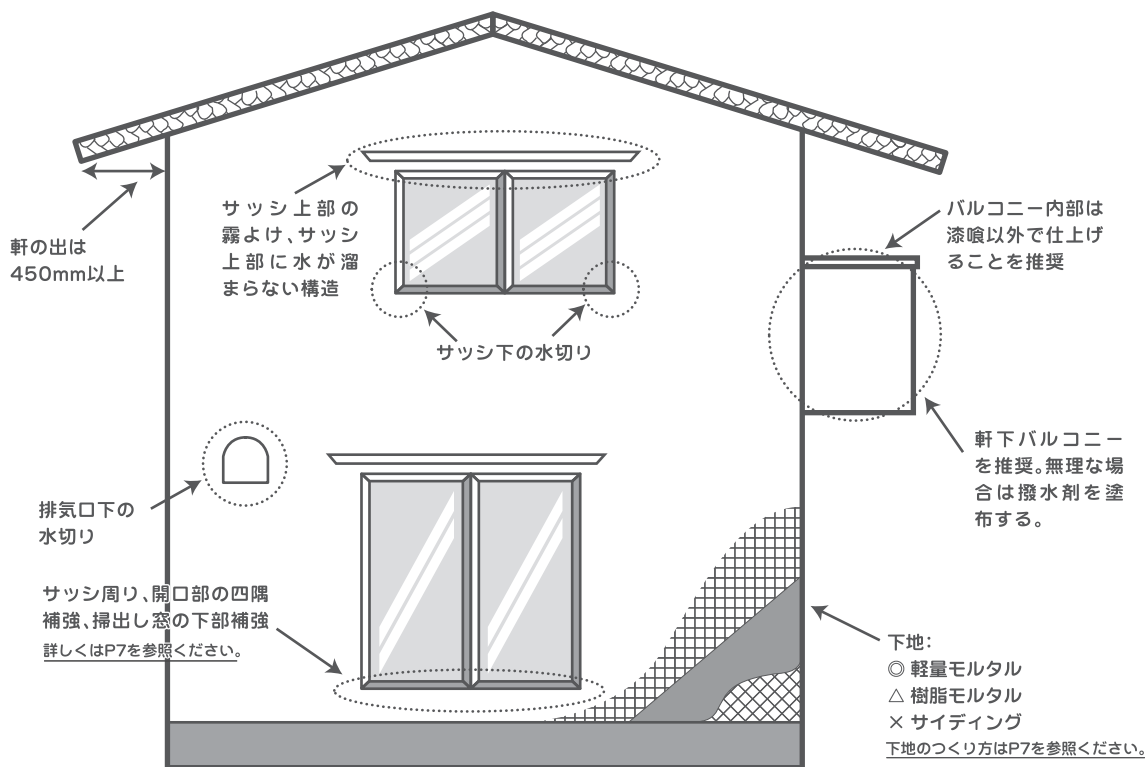 軒の出は
450mm以上
サッシ上部の
霧よけ、サッシ
上部に水が溜
まらない構造
サッシ下の水切り
バルコニー内部は
漆喰以外で仕上げ
ることを推奨
軒下バルコニー
を推奨。無理な場
合は撥水剤を塗
布する。
排気口下の
水切り
サッシ周り、開口部の四隅
補強、掃出し窓の下部補強
詳しくはP7を参照ください。
下地:
◎ 軽量モルタル
△ 樹脂モルタル
× サイディング
下地のつくり方はP7を参照ください。